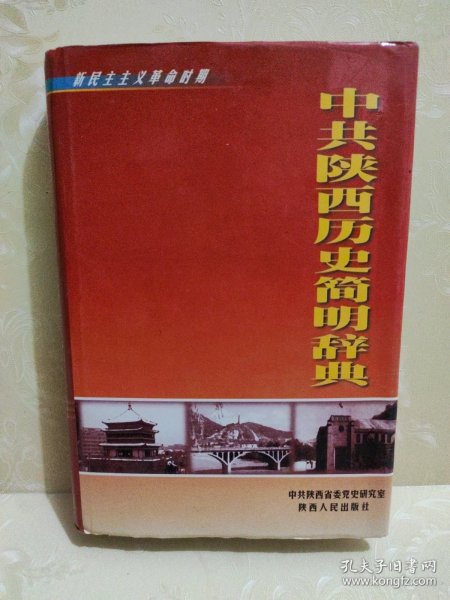 新民主主义革命时期
中共陕西历史简明辞典
中共陕西省委党史研究室
陕西人民出版社
孔夫子旧书网
www.kongfz.com